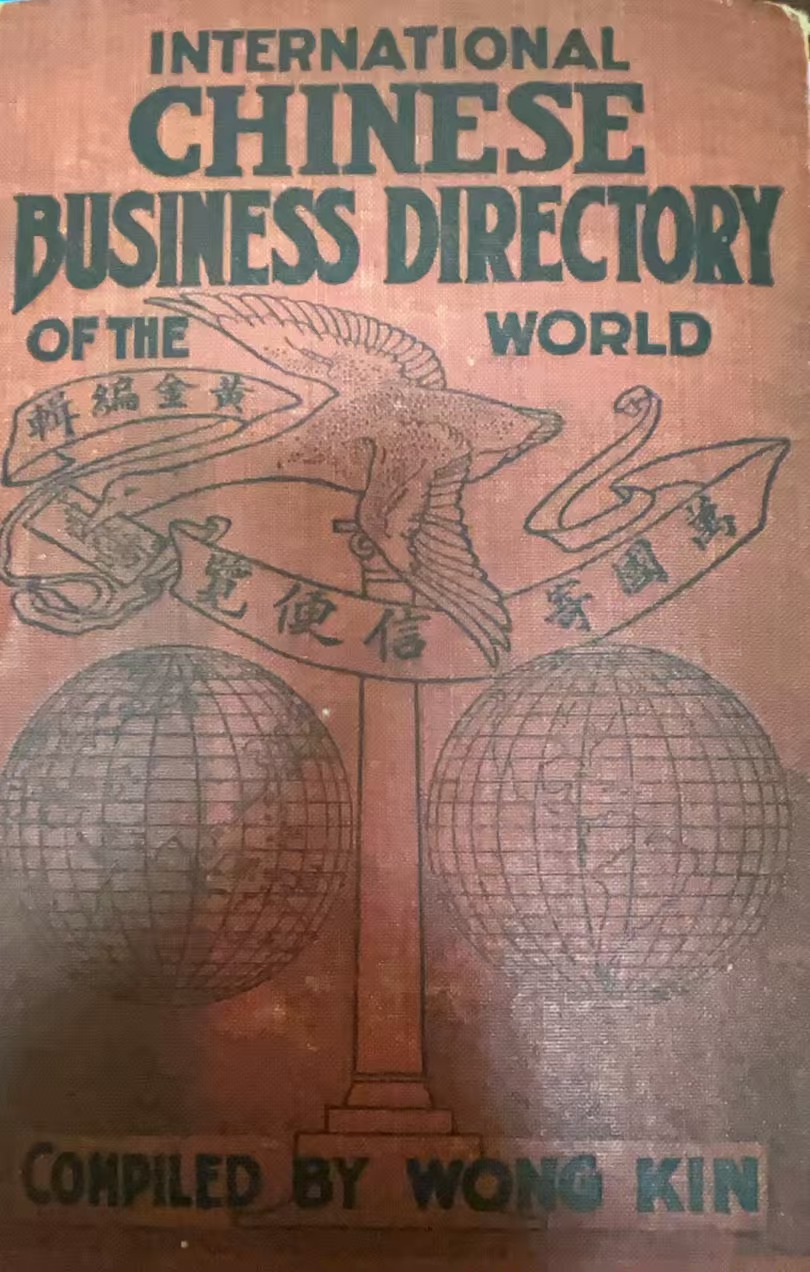 INTERNATIONAL
CHINESE
BUSINESS DIRECTORY
OF THE WORLD
黃金編輯
萬國寄信便覽
COMPILED BY WONG KIN